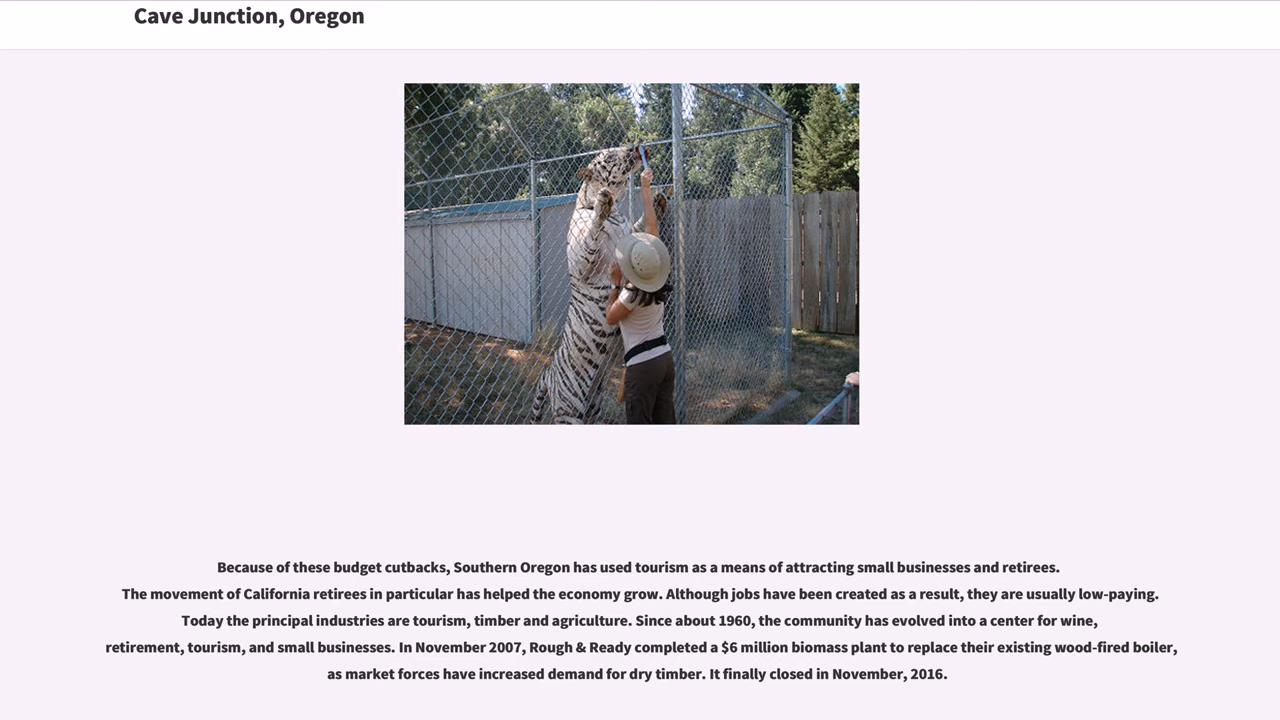 Cave Junction, Oregon
Because of these budget cutbacks, Southern Oregon has used tourism as a means of attracting small businesses and retirees.
The movement of California retirees in particular has helped the economy grow. Although jobs have been created as a result, they are usually low-paying.
Today the principal industries are tourism, timber and agriculture. Since about 1960, the community has evolved into a center for wine,
retirement, tourism, and small businesses. In November 2007, Rough & Ready completed a $6 million biomass plant to replace their existing wood-fired boiler,
as market forces have increased demand for dry timber. It finally closed in November, 2016.